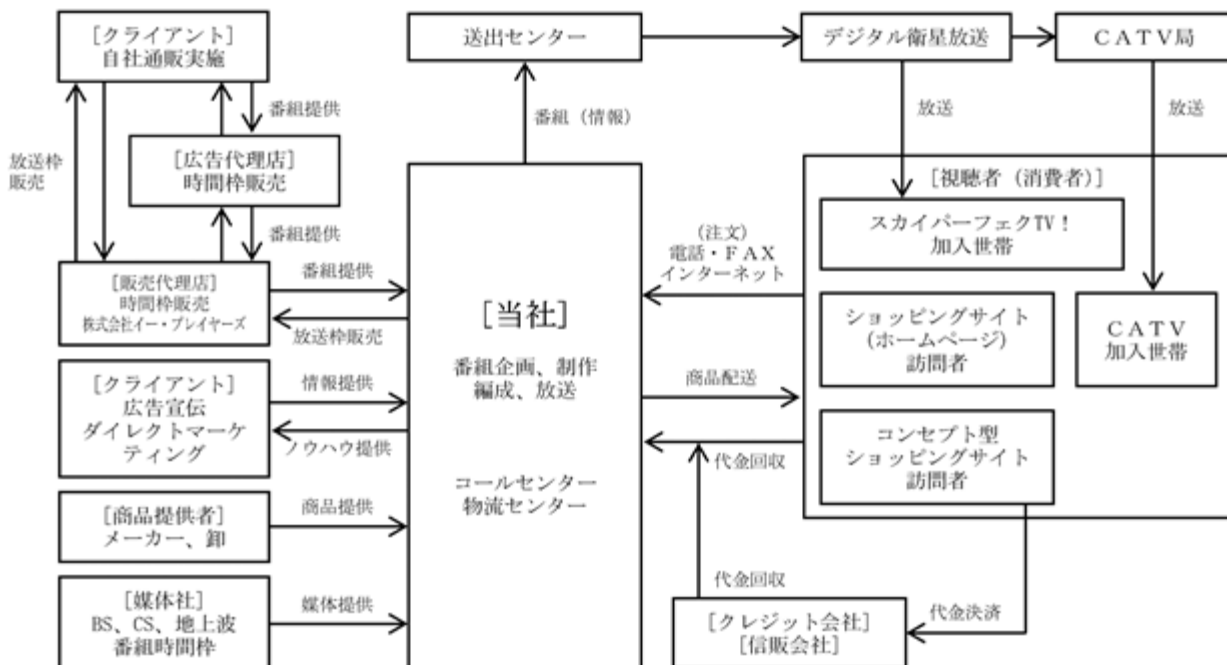 [クライアント]
自社通販実施
送出センター
デジタル衛星放送
ＣＡＴＶ局
番組提供
番組（情報）
放送
放送
放送枠
販売
[広告代理店]
時間枠販売
番組提供
[視聴者（消費者）]
スカイパーフェクTV！
加入世帯
[販売代理店]
時間枠販売
株式会社イー・プレイヤーズ
番組提供
放送枠販売
(注文)
電話・ＦＡＸ
インターネット
[当社]
番組企画、制作
編成、放送
コールセンター
物流センター
ショッピングサイト
(ホームページ)
訪問者
ＣＡＴＶ
加入世帯
[クライアント]
広告宣伝
ダイレクトマーケ
ティング
情報提供
ノウハウ提供
商品配送
代金回収
コンセプト型
ショッピングサイト
訪問者
[商品提供者]
メーカー、卸
商品提供
[媒体社]
BS、CS、地上波
番組時間枠
媒体提供
代金回収
[クレジット会社]
[信販会社]
代金決済